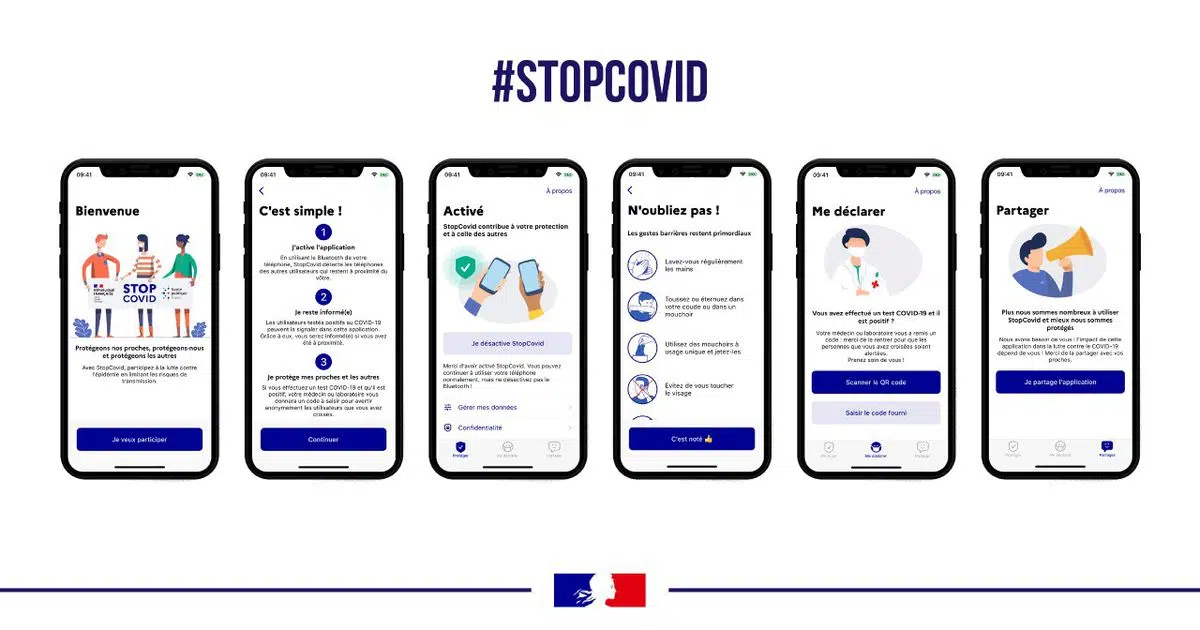 #STOPCOVID
09:41
Bienvenue
RÉPUBLIQUE
FRANÇAISE
STOP
COVID
Santé
publique
Protégeons nos proches, protégeons-nous
et protégeons les autres
Avec StopCovid, participez à la lutte contre
l'épidémie en limitant les risques de
transmission.
Je veux participer
09:41
C'est simple !
1
J'active l'application
En utilisant le Bluetooth de votre
téléphone, StopCovid détecte les téléphones
des autres utilisateurs qui restent à proximité du
vôtre.
2
Je reste informé(e)
Les utilisateurs testés positifs au COVID-19
peuvent le signaler dans cette application.
Grâce à eux, vous serez informé(e) si vous avez
été à proximité.
3
Je protège mes proches et les autres
Si vous effectuez un test COVID-19 et qu'il est
positif, votre médecin ou laboratoire vous
donnera un code à saisir pour avertir
anonymement les utilisateurs que vous avez
croisés.
Continuer
09:41
À propos
Activé
StopCovid contribue à votre protection
et à celle des autres
Je désactive StopCovid
Merci d'avoir activé StopCovid. Vous pouvez
continuer à utiliser votre téléphone
normalement, mais ne désactivez pas le
Bluetooth !
Gérer mes données
Confidentialité
Protéger
Me déclarer
Partager
09:41
N'oubliez pas !
Les gestes barrières restent primordiaux
Lavez-vous régulièrement
les mains
Toussez ou éternuez dans
votre coude ou dans un
mouchoir
Utilisez des mouchoirs à
usage unique et jetez-les
Evitez de vous toucher
le visage
C'est noté 👍
09:41
À propos
Me déclarer
Vous avez effectué un test COVID-19 et il
est positif ?
Votre médecin ou laboratoire vous a remis un
code : merci de le rentrer pour que les
personnes que vous avez croisées soient
alertées.
Prenez soin de vous !
Scanner le QR code
Saisir le code fourni
Protéger
Me déclarer
Partager
09:41
À propos
Partager
Plus nous sommes nombreux à utiliser
StopCovid et mieux nous sommes
protégés
Nous avons besoin de vous : l'impact de cette
application dans la lutte contre le COVID-19
dépend de vous ! Merci de la partager avec vos
proches.
Je partage l'application
Protéger
Me déclarer
Partager